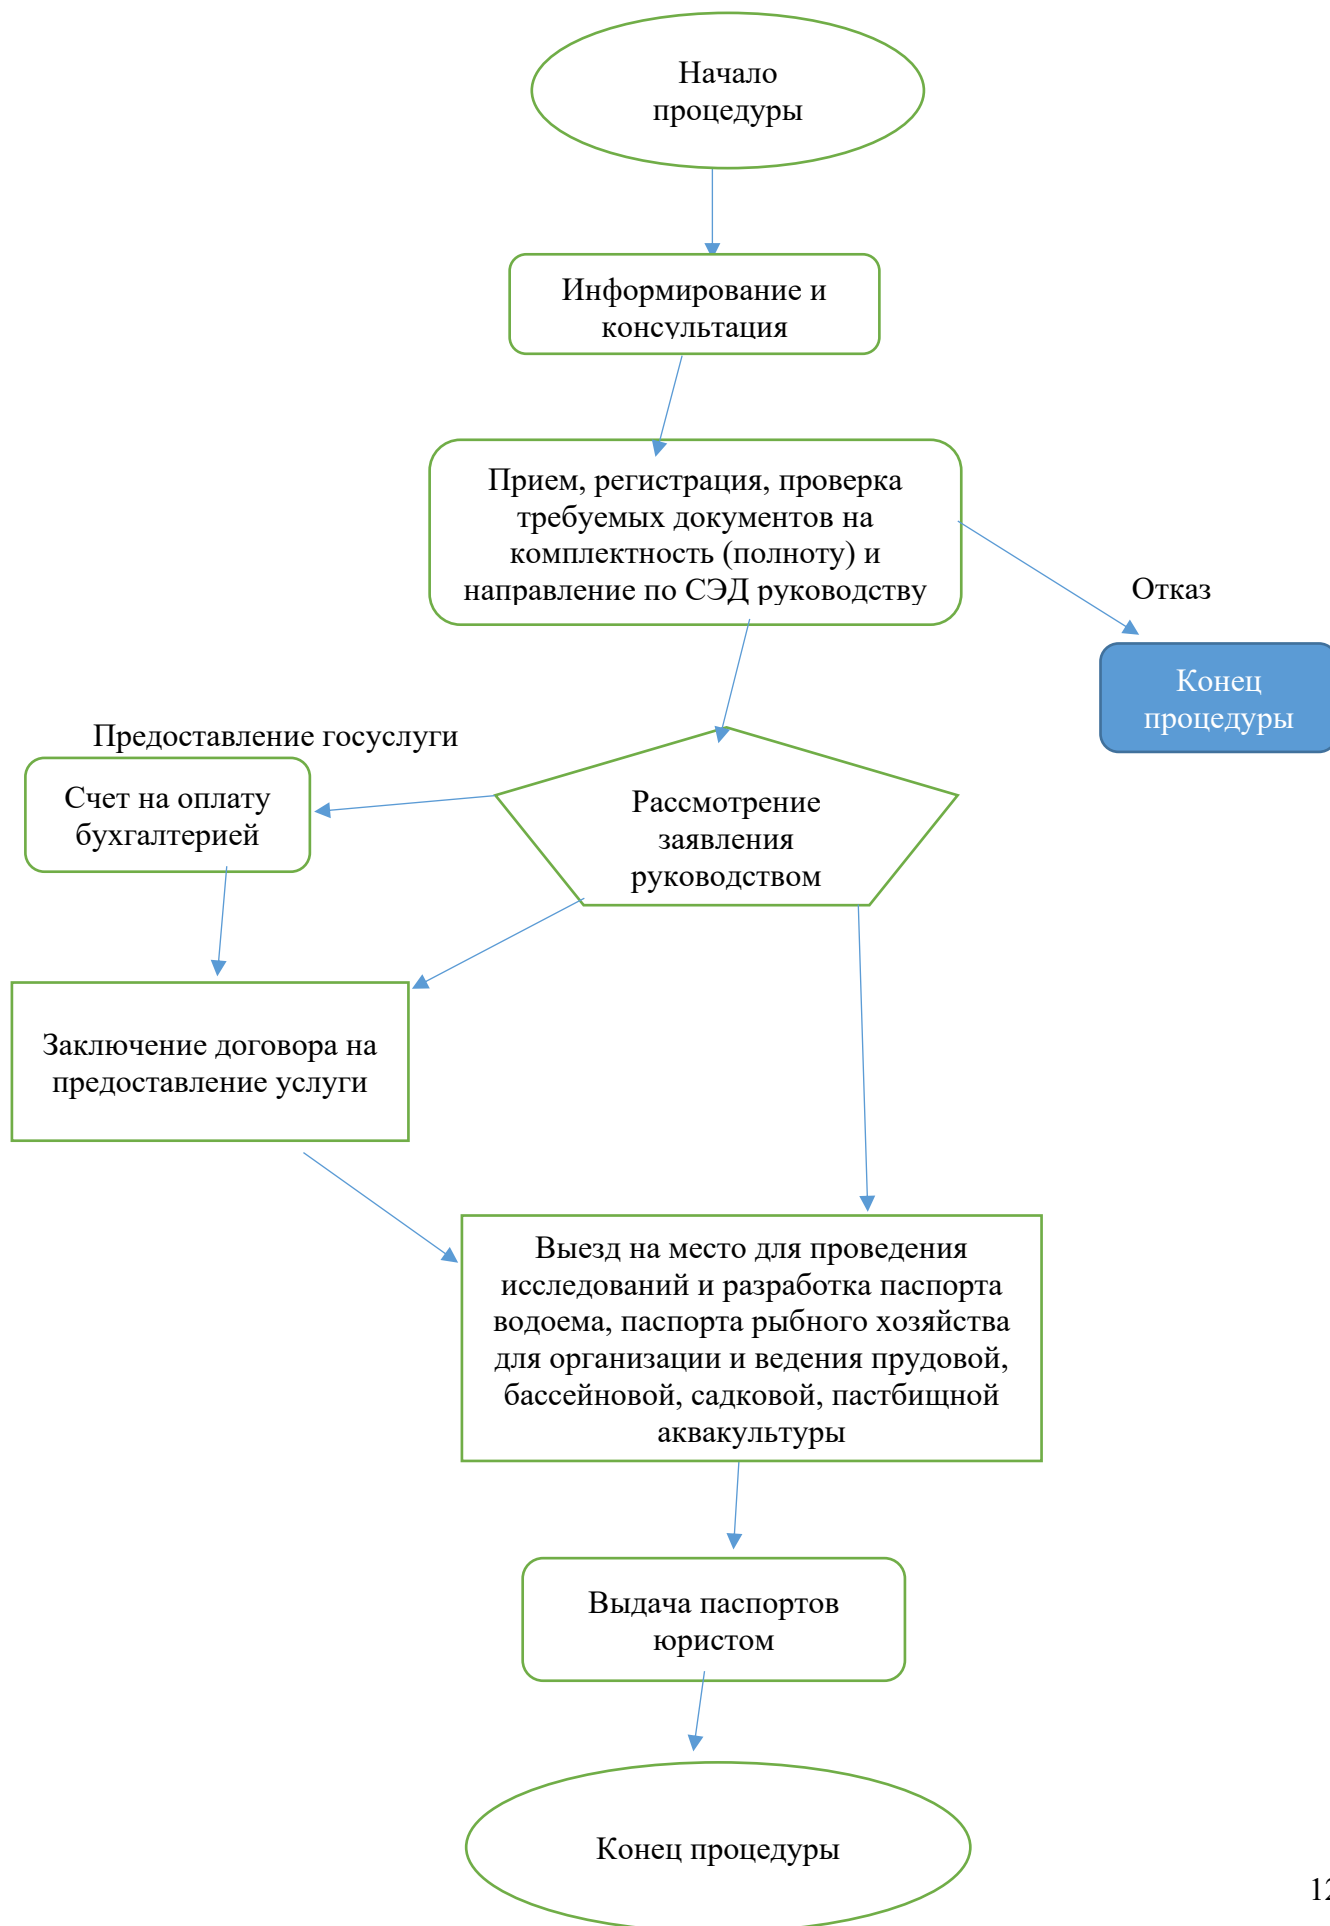 Начало
процедуры
Информирование и
консультация
Прием, регистрация, проверка
требуемых документов на
комплектность (полноту) и
направление по СЭД руководству
Отказ
Конец
процедуры
Предоставление госуслуги
Счет на оплату
бухгалтерией
Рассмотрение
заявления
руководством
Заключение договора на
предоставление услуги
Выезд на место для проведения
исследований и разработка паспорта
водоема, паспорта рыбного хозяйства
для организации и ведения прудовой,
бассейновой, садковой, пастбищной
аквакультуры
Выдача паспортов
юристом
Конец процедуры
12